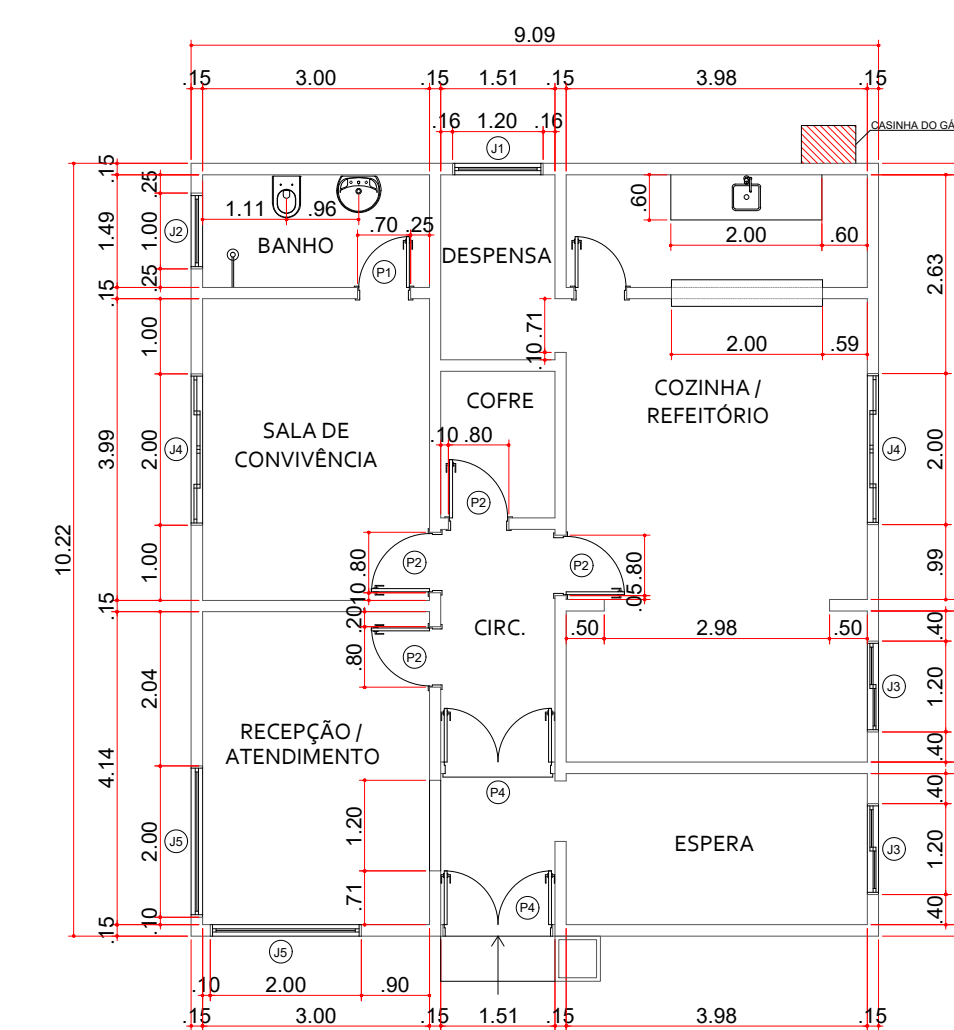 9.09
.15 3.00 .15 1.51 .15 3.98 .15
.16 1.20 .16
J1
CASINHA DO GÁ
.15
.25
1.49
1.00
J2
.25
.15
1.11 .96
.70 .25
BANHO
P1
DESPENSA
.60
2.00 .60
2.63
2.00 .59
.71
.10
1.00
COZINHA /
REFEITÓRIO
COFRE
.10 .80
SALA DE
CONVIVÊNCIA
3.99
2.00
J4
J4
2.00
P2
10.22
1.00
.80
.10
P2
P2
.80
.05
.99
.15
.20
.80
P2
CIRC.
.50 2.98 .50
.40
J3
1.20
.40
2.04
RECEPÇÃO /
ATENDIMENTO
4.14
P4
1.20
ESPERA
.40
J3
1.20
.40
2.00
J5
.71
P4
.10
.15
J5
.10 2.00 .90
.15 3.00 .15 1.51 .15 3.98 .15